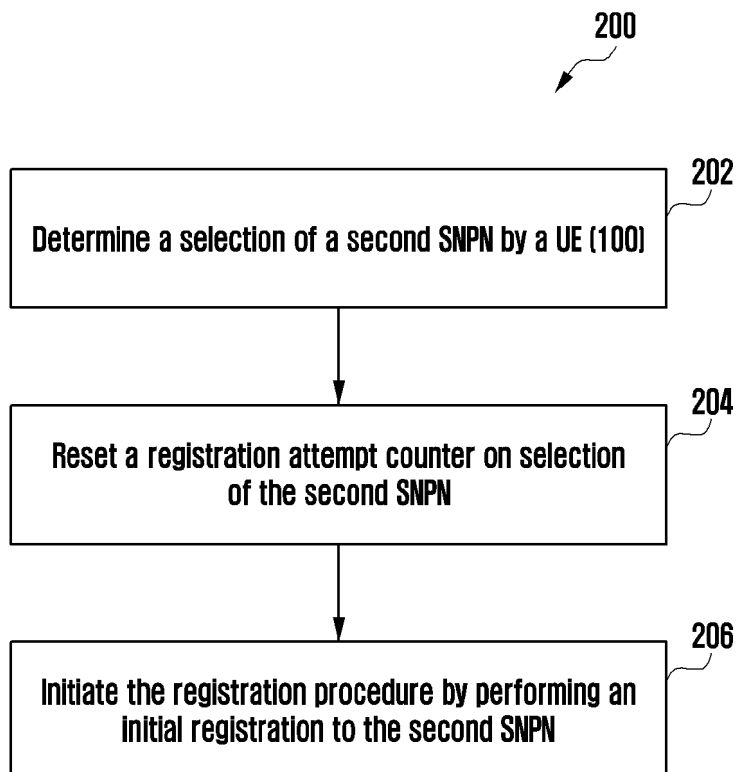 200
202
Determine a selection of a second SNPN by a UE (100)
204
Reset a registration attempt counter on selection
of the second SNPN
206
Initiate the registration procedure by performing an
initial registration to the second SNPN